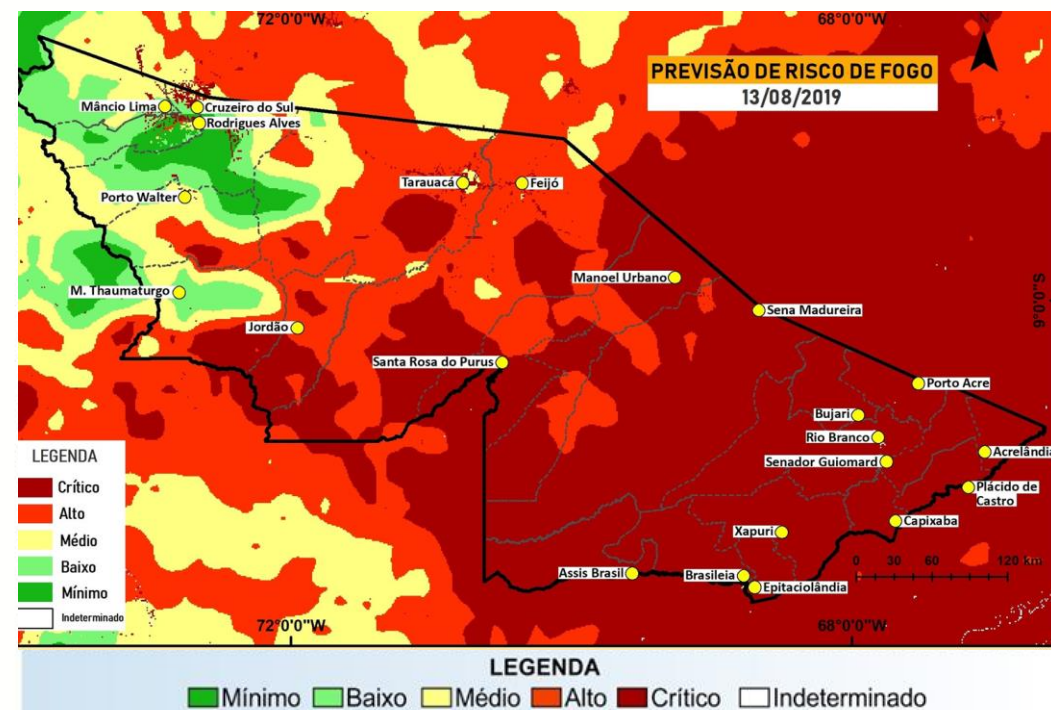 72°0'0"W
68°0'0"W
N
PREVISÃO DE RISCO DE FOGO
13/08/2019
Mâncio Lima
Cruzeiro do Sul
Rodrigues Alves
Tarauacá
Feijó
Porto Walter
Manoel Urbano
M. Thaumaturgo
Sena Madureira
9°0'0"S
Jordão
Santa Rosa do Purus
Porto Acre
Bujari
Rio Branco
Acrelândia
Senador Guiomard
Plácido de
Castro
Capixaba
Xapuri
Assis Brasil
Brasileia
Epitaciolândia
0 30 60 90 120 km
LEGENDA
Crítico
Alto
Médio
Baixo
Mínimo
Indeterminado
72°0'0"W
68°0'0"W
LEGENDA
Mínimo Baixo Médio Alto Crítico Indeterminado